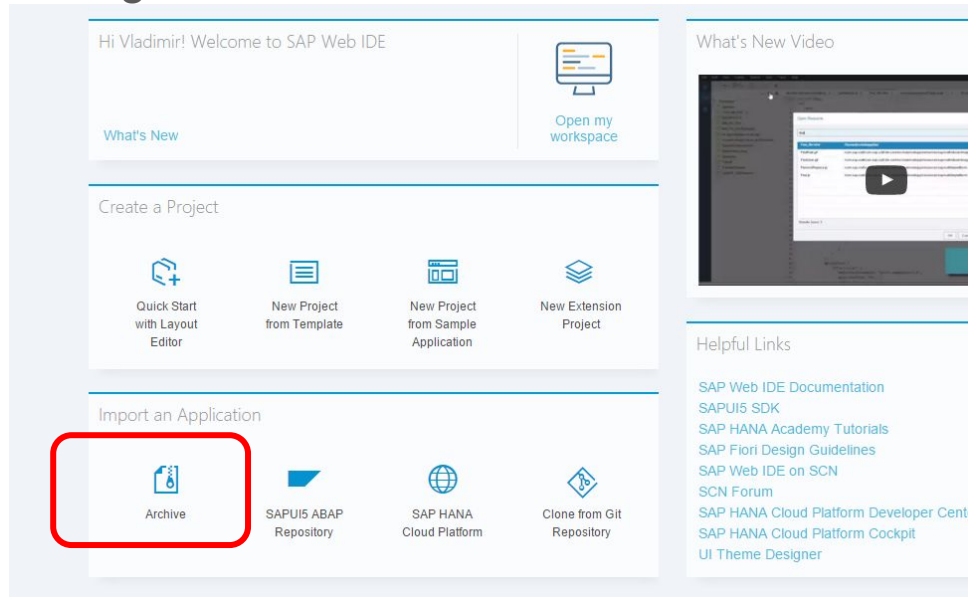 Hi Vladimir! Welcome to SAP Web IDE
What's New
Open my
workspace
Create a Project
Quick Start
with Layout
Editor
New Project
from Template
New Project
from Sample
Application
New Extension
Project
Import an Application
Archive
SAPUI5 ABAP
Repository
SAP HANA
Cloud Platform
Clone from Git
Repository
What's New Video
Helpful Links
SAP Web IDE Documentation
SAPUI5 SDK
SAP HANA Academy Tutorials
SAP Fiori Design Guidelines
SAP Web IDE on SCN
SCN Forum
SAP HANA Cloud Platform Developer Cent
SAP HANA Cloud Platform Cockpit
UI Theme Designer